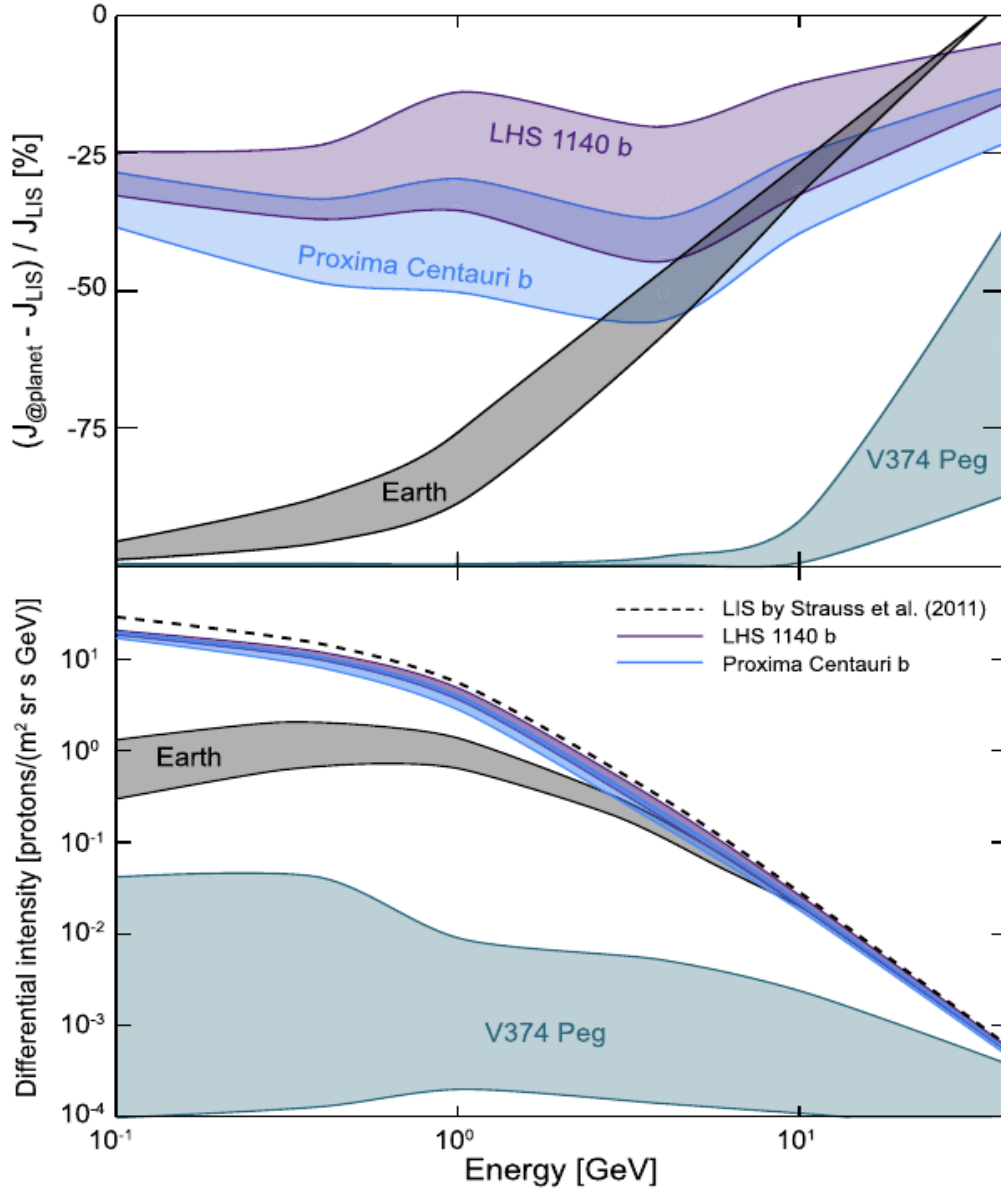 0
-25
-50
-75
(J@planet - JLIS) / JLIS [%]
LHS 1140 b
Proxima Centauri b
Earth
V374 Peg
LIS by Strauss et al. (2011)
LHS 1140 b
Proxima Centauri b
10¹
10⁰
10⁻¹
10⁻²
10⁻³
10⁻⁴
Differential intensity [protons/(m² sr s GeV)]
Earth
V374 Peg
10⁻¹ 10⁰ 10¹
Energy [GeV]